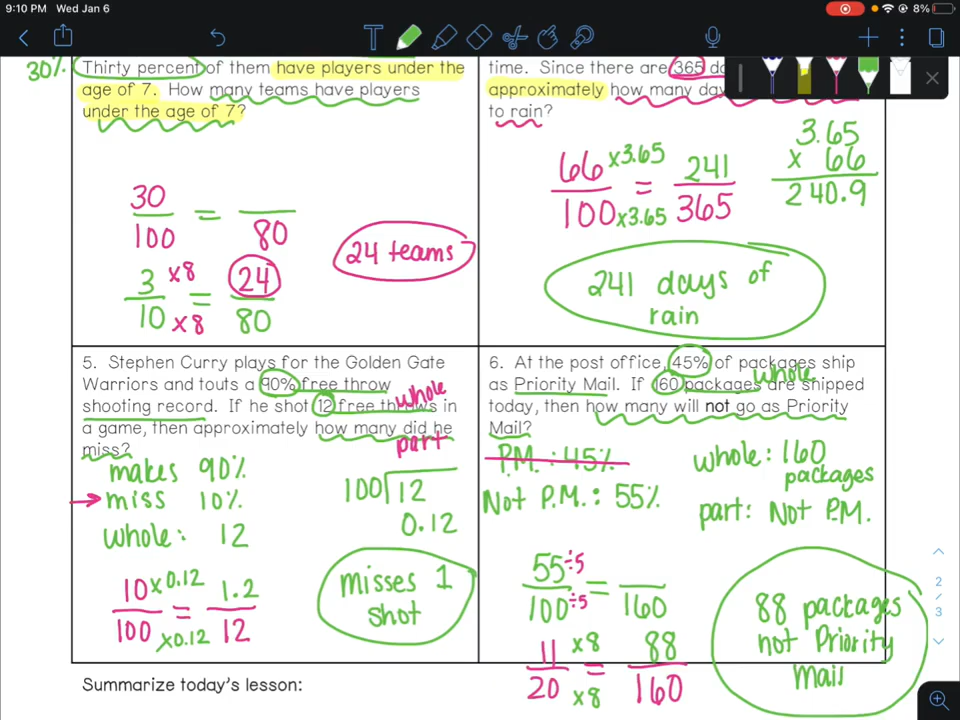 9:10 PM Wed Jan 6
8%
30%
Thirty percent of them have players under the
age of 7. How many teams have players
under the age of 7?
30
100
=
80
3 x8
10 x8
=
24
80
24 teams
time. Since there are 365
approximately how many
to rain?
66 x3.65
100 x3.65
=
241
365
3.65
x 66
240.9
241 days of
rain
5. Stephen Curry plays for the Golden Gate
Warriors and touts a 90% free throw
shooting record. If he shot 12 free throws in
a game, then approximately how many did he
miss?
whole
part
makes 90%
→ miss 10%
whole: 12
100 12
0.12
10 x0.12
100 x0.12
=
1.2
12
misses 1
shot
6. At the post office, 45% of packages ship
as Priority Mail. If 160 packages are shipped
today, then how many will not go as Priority
Mail?
whole
P.M.: 45%
Not P.M.: 55%
whole: 160
packages
part: Not P.M.
55 ÷5
100 ÷5
=
160
11 x8
20 x8
=
88
160
88 packages
not Priority
Mail
2
/
3
Summarize today's lesson: